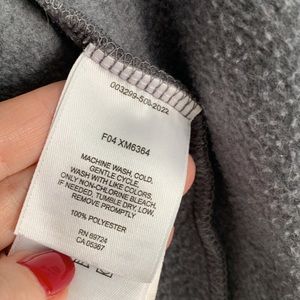 003299-500-2022
F04 XM6364
MACHINE WASH, COLD,
GENTLE CYCLE.
WASH WITH LIKE COLORS,
ONLY NON-CHLORINE BLEACH,
IF NEEDED, TUMBLE DRY, LOW,
REMOVE PROMPTLY
100% POLYESTER
RN 69724
CA 05367